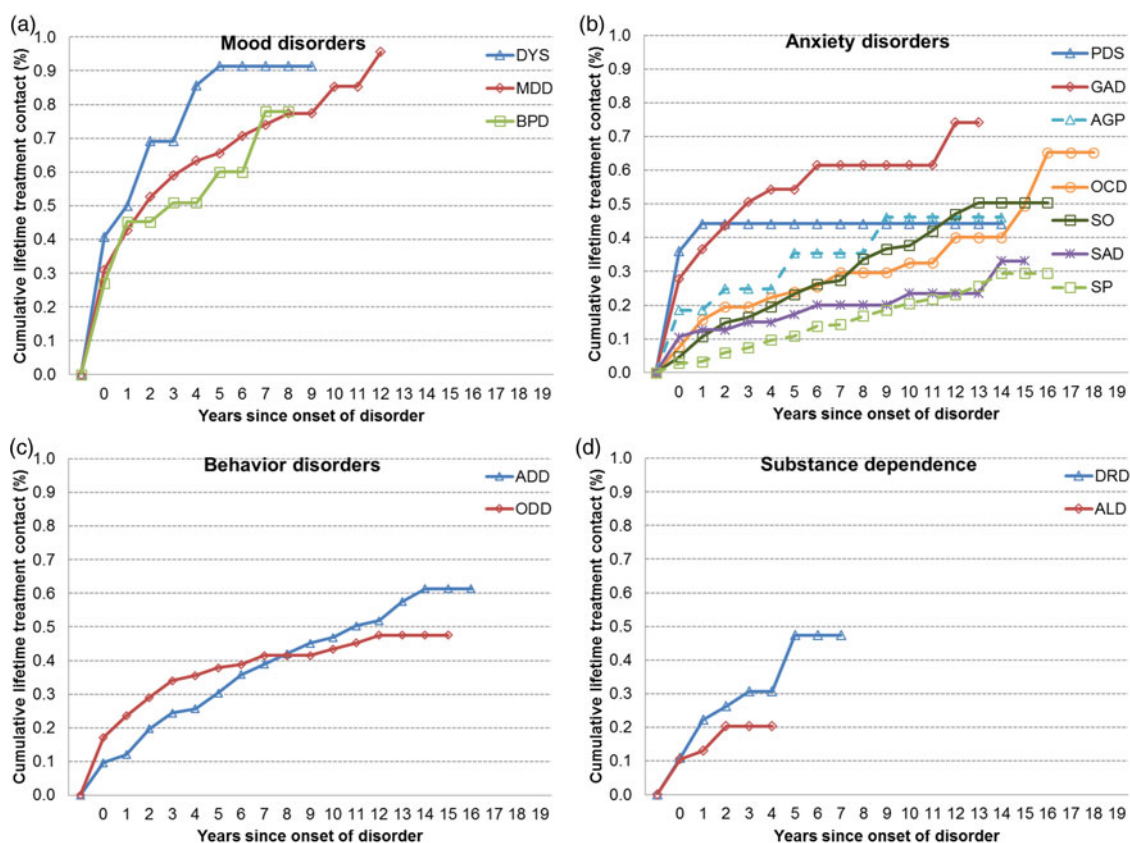 (a)
Mood disorders
Cumulative lifetime treatment contact (%)
1.0
0.9
0.8
0.7
0.6
0.5
0.4
0.3
0.2
0.1
0.0
DYS
MDD
BPD
0 1 2 3 4 5 6 7 8 9 10 11 12 13 14 15 16 17 18 19
Years since onset of disorder
(b)
Anxiety disorders
Cumulative lifetime treatment contact (%)
1.0
0.9
0.8
0.7
0.6
0.5
0.4
0.3
0.2
0.1
0.0
PDS
GAD
AGP
OCD
SO
SAD
SP
0 1 2 3 4 5 6 7 8 9 10 11 12 13 14 15 16 17 18 19
Years since onset of disorder
(c)
Behavior disorders
Cumulative lifetime treatment contact (%)
1.0
0.9
0.8
0.7
0.6
0.5
0.4
0.3
0.2
0.1
0.0
ADD
ODD
0 1 2 3 4 5 6 7 8 9 10 11 12 13 14 15 16 17 18 19
Years since onset of disorder
(d)
Substance dependence
Cumulative lifetime treatment contact (%)
1.0
0.9
0.8
0.7
0.6
0.5
0.4
0.3
0.2
0.1
0.0
DRD
ALD
0 1 2 3 4 5 6 7 8 9 10 11 12 13 14 15 16 17 18 19
Years since onset of disorder